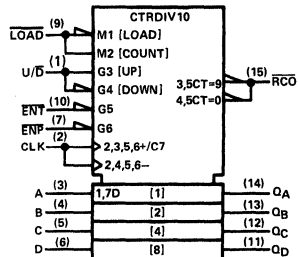 CTRDIV10
LOAD (9) M1 [LOAD]
M2 [COUNT]
U/D (1) G3 [UP]
G4 [DOWN]
ENT (10) G5
ENP (7) G6
CLK (2) 2,3,5,6+/C7
2,4,5,6−
3,5CT=9 (15) RCO
4,5CT=0
A (3) 1,7D [1] (14) QA
B (4) [2] (13) QB
C (5) [4] (12) QC
D (6) [8] (11) QD